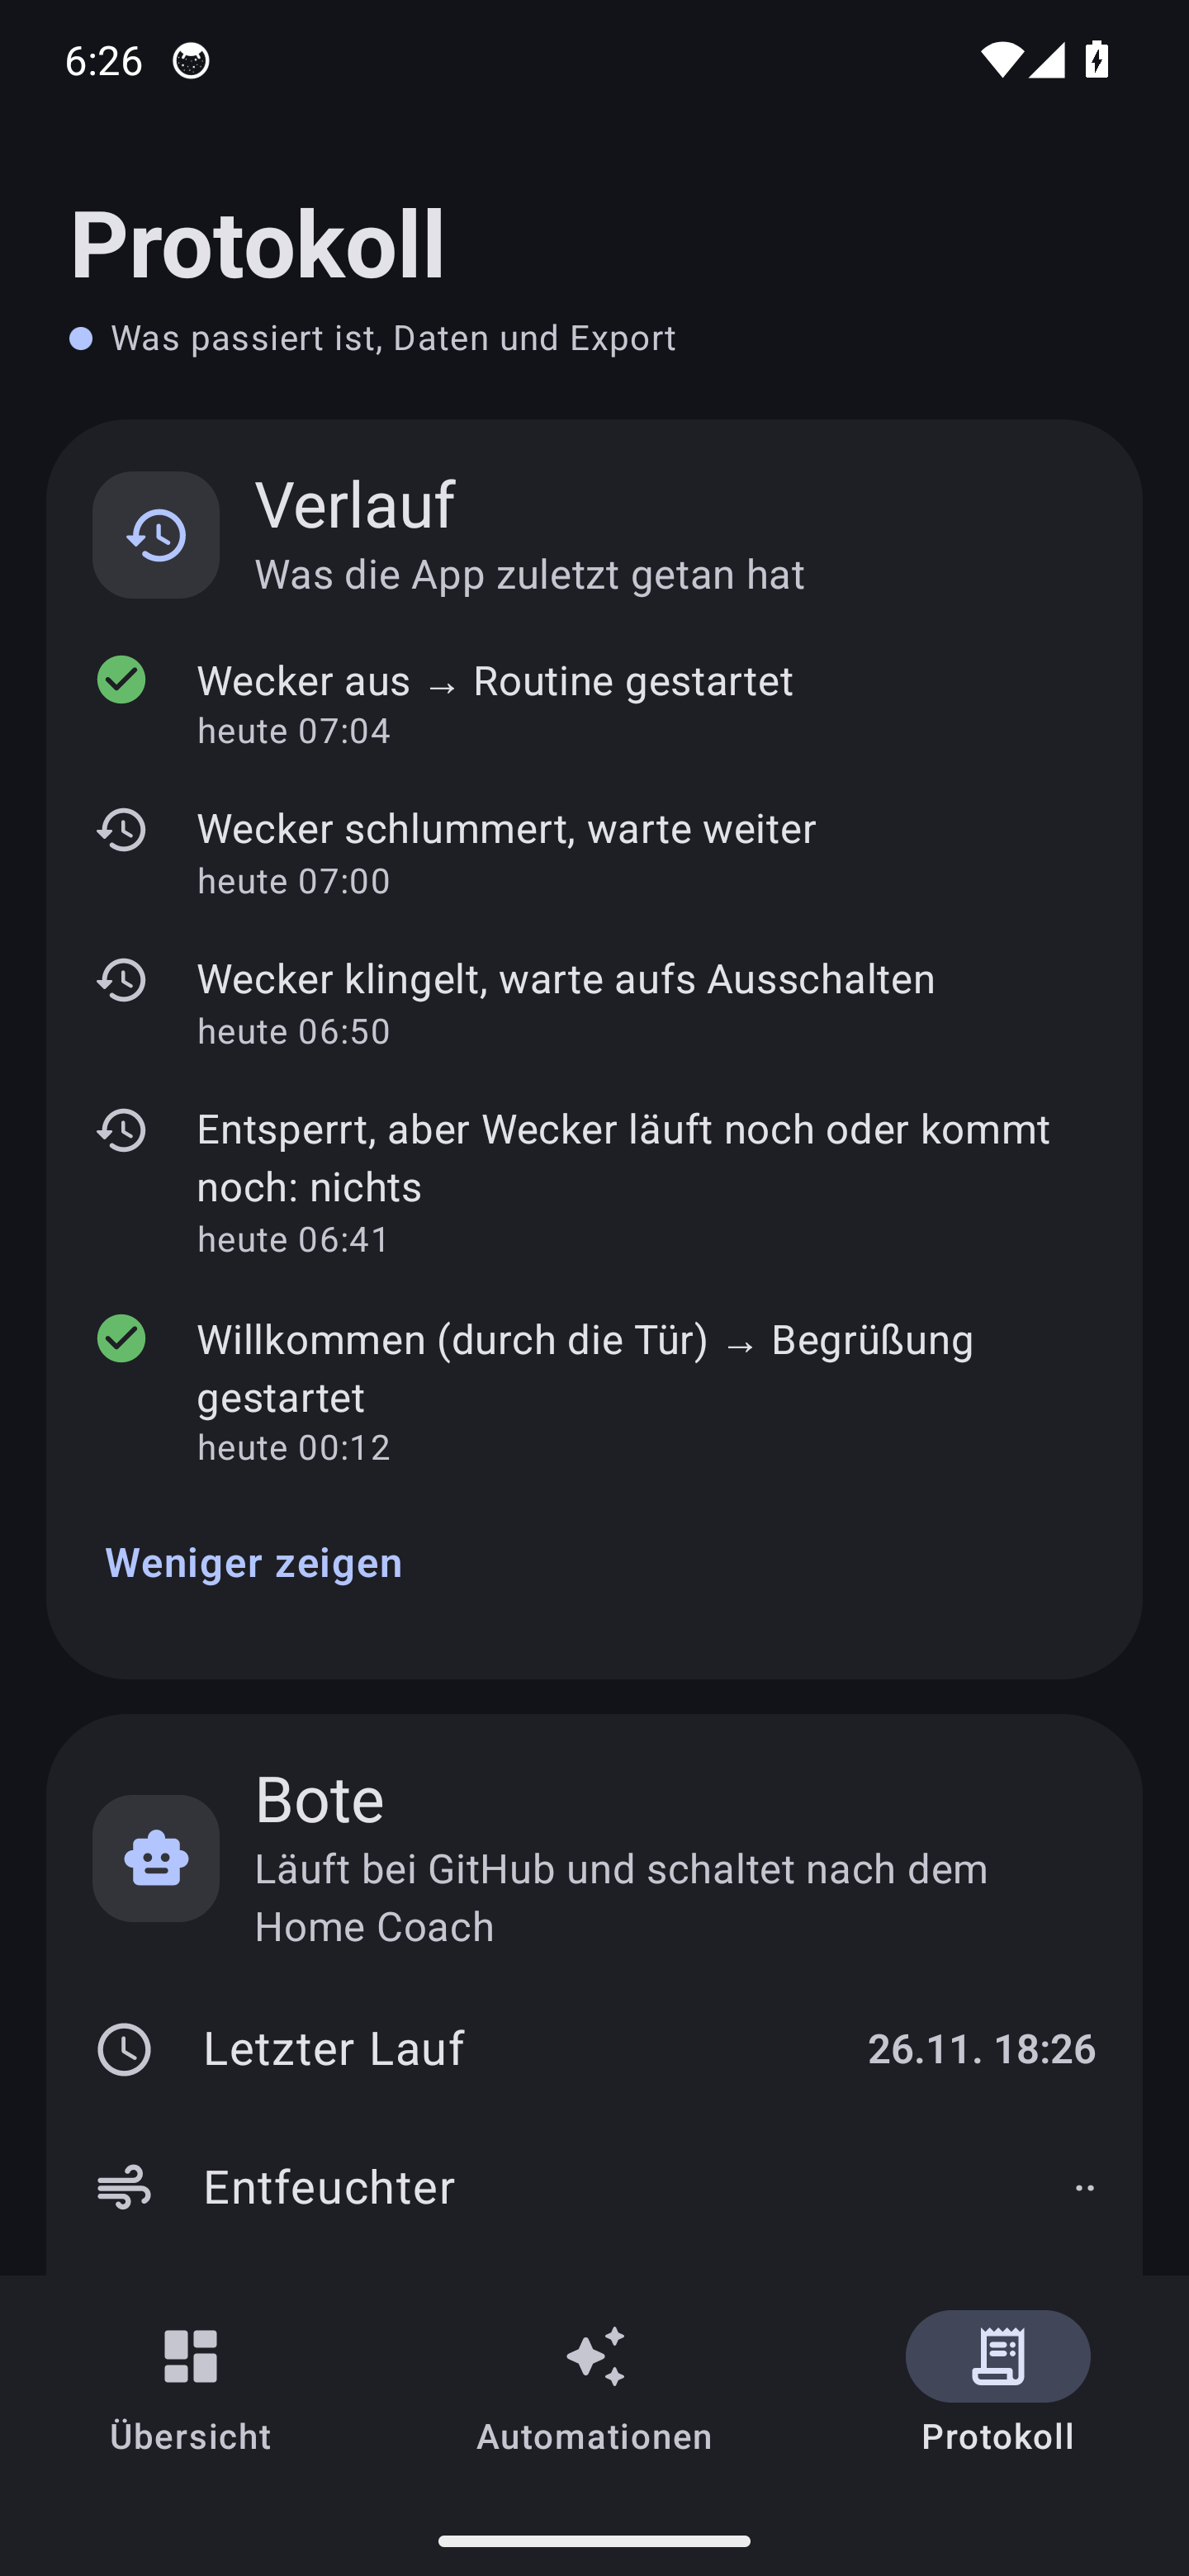 6:26
Protokoll
Was passiert ist, Daten und Export
Verlauf
Was die App zuletzt getan hat
Wecker aus → Routine gestartet
heute 07:04
Wecker schlummert, warte weiter
heute 07:00
Wecker klingelt, warte aufs Ausschalten
heute 06:50
Entsperrt, aber Wecker läuft noch oder kommt
noch: nichts
heute 06:41
Willkommen (durch die Tür) → Begrüßung
gestartet
heute 00:12
Weniger zeigen
Bote
Läuft bei GitHub und schaltet nach dem
Home Coach
Letzter Lauf 26.11. 18:26
Entfeuchter ··
Übersicht Automationen Protokoll